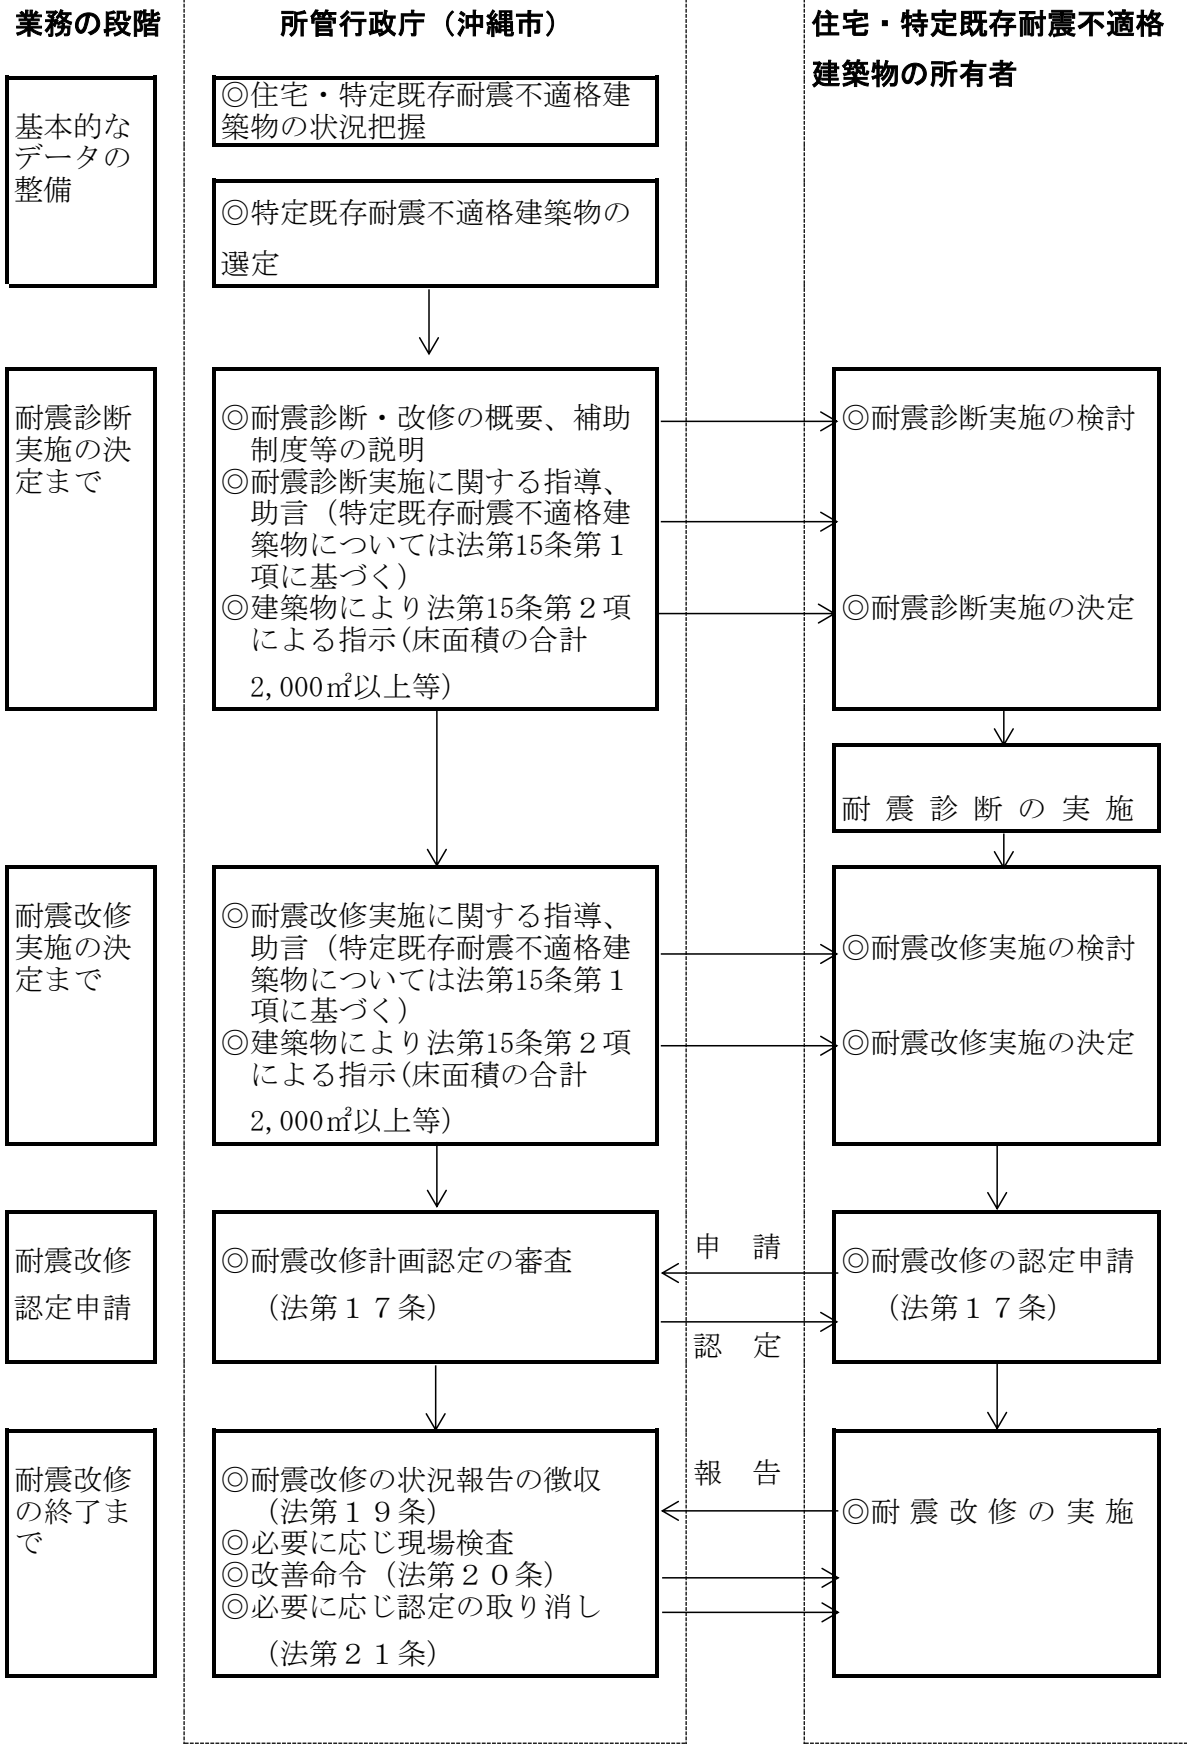 業務の段階
所管行政庁（沖縄市）
住宅・特定既存耐震不適格
建築物の所有者
基本的な
データの
整備
◎住宅・特定既存耐震不適格建
築物の状況把握
◎特定既存耐震不適格建築物の
選定
耐震診断
実施の決
定まで
◎耐震診断・改修の概要、補助
制度等の説明
◎耐震診断実施に関する指導、
助言（特定既存耐震不適格建
築物については法第15条第１
項に基づく）
◎建築物により法第15条第２項
による指示(床面積の合計
2,000㎡以上等）
◎耐震診断実施の検討
◎耐震診断実施の決定
耐震診断の実施
耐震改修
実施の決
定まで
◎耐震改修実施に関する指導、
助言（特定既存耐震不適格建
築物については法第15条第１
項に基づく）
◎建築物により法第15条第２項
による指示(床面積の合計
2,000㎡以上等）
◎耐震改修実施の検討
◎耐震改修実施の決定
耐震改修
認定申請
◎耐震改修計画認定の審査
（法第１７条）
申　請
認　定
◎耐震改修の認定申請
（法第１７条）
耐震改修
の終了ま
で
◎耐震改修の状況報告の徴収
（法第１９条）
◎必要に応じ現場検査
◎改善命令（法第２０条）
◎必要に応じ認定の取り消し
（法第２１条）
報　告
◎耐震改修の実施